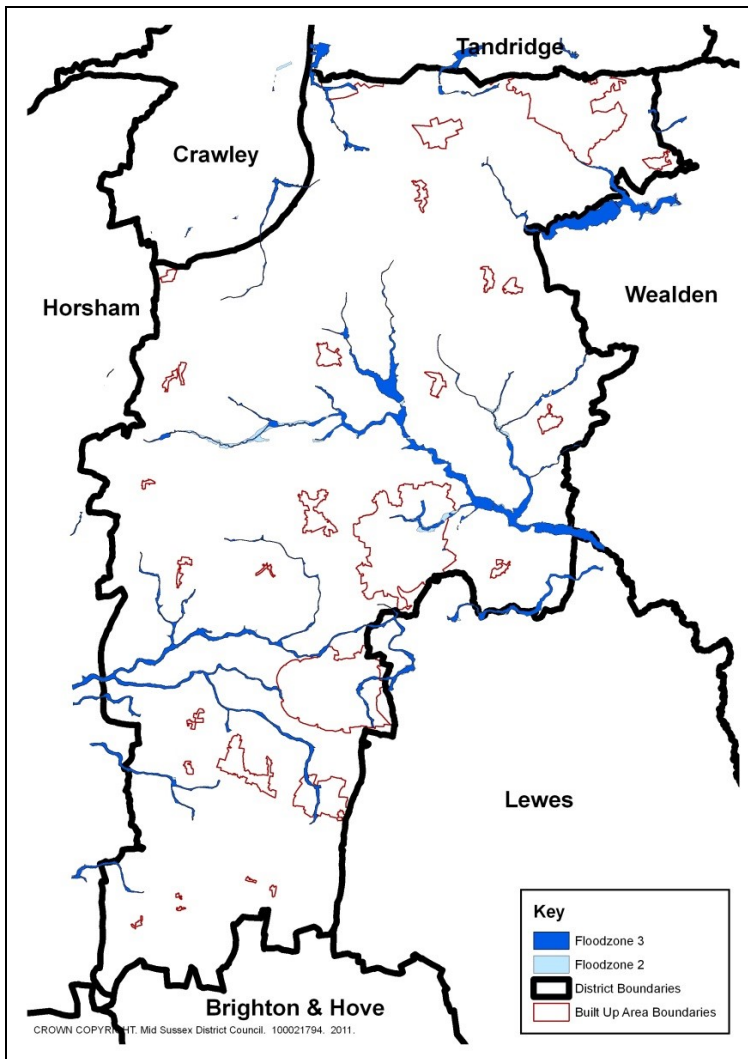 Tandridge
Crawley
Horsham
Wealden
Lewes
Key
Floodzone 3
Floodzone 2
District Boundaries
Built Up Area Boundaries
Brighton & Hove
CROWN COPYRIGHT. Mid Sussex District Council. 100021794. 2011.